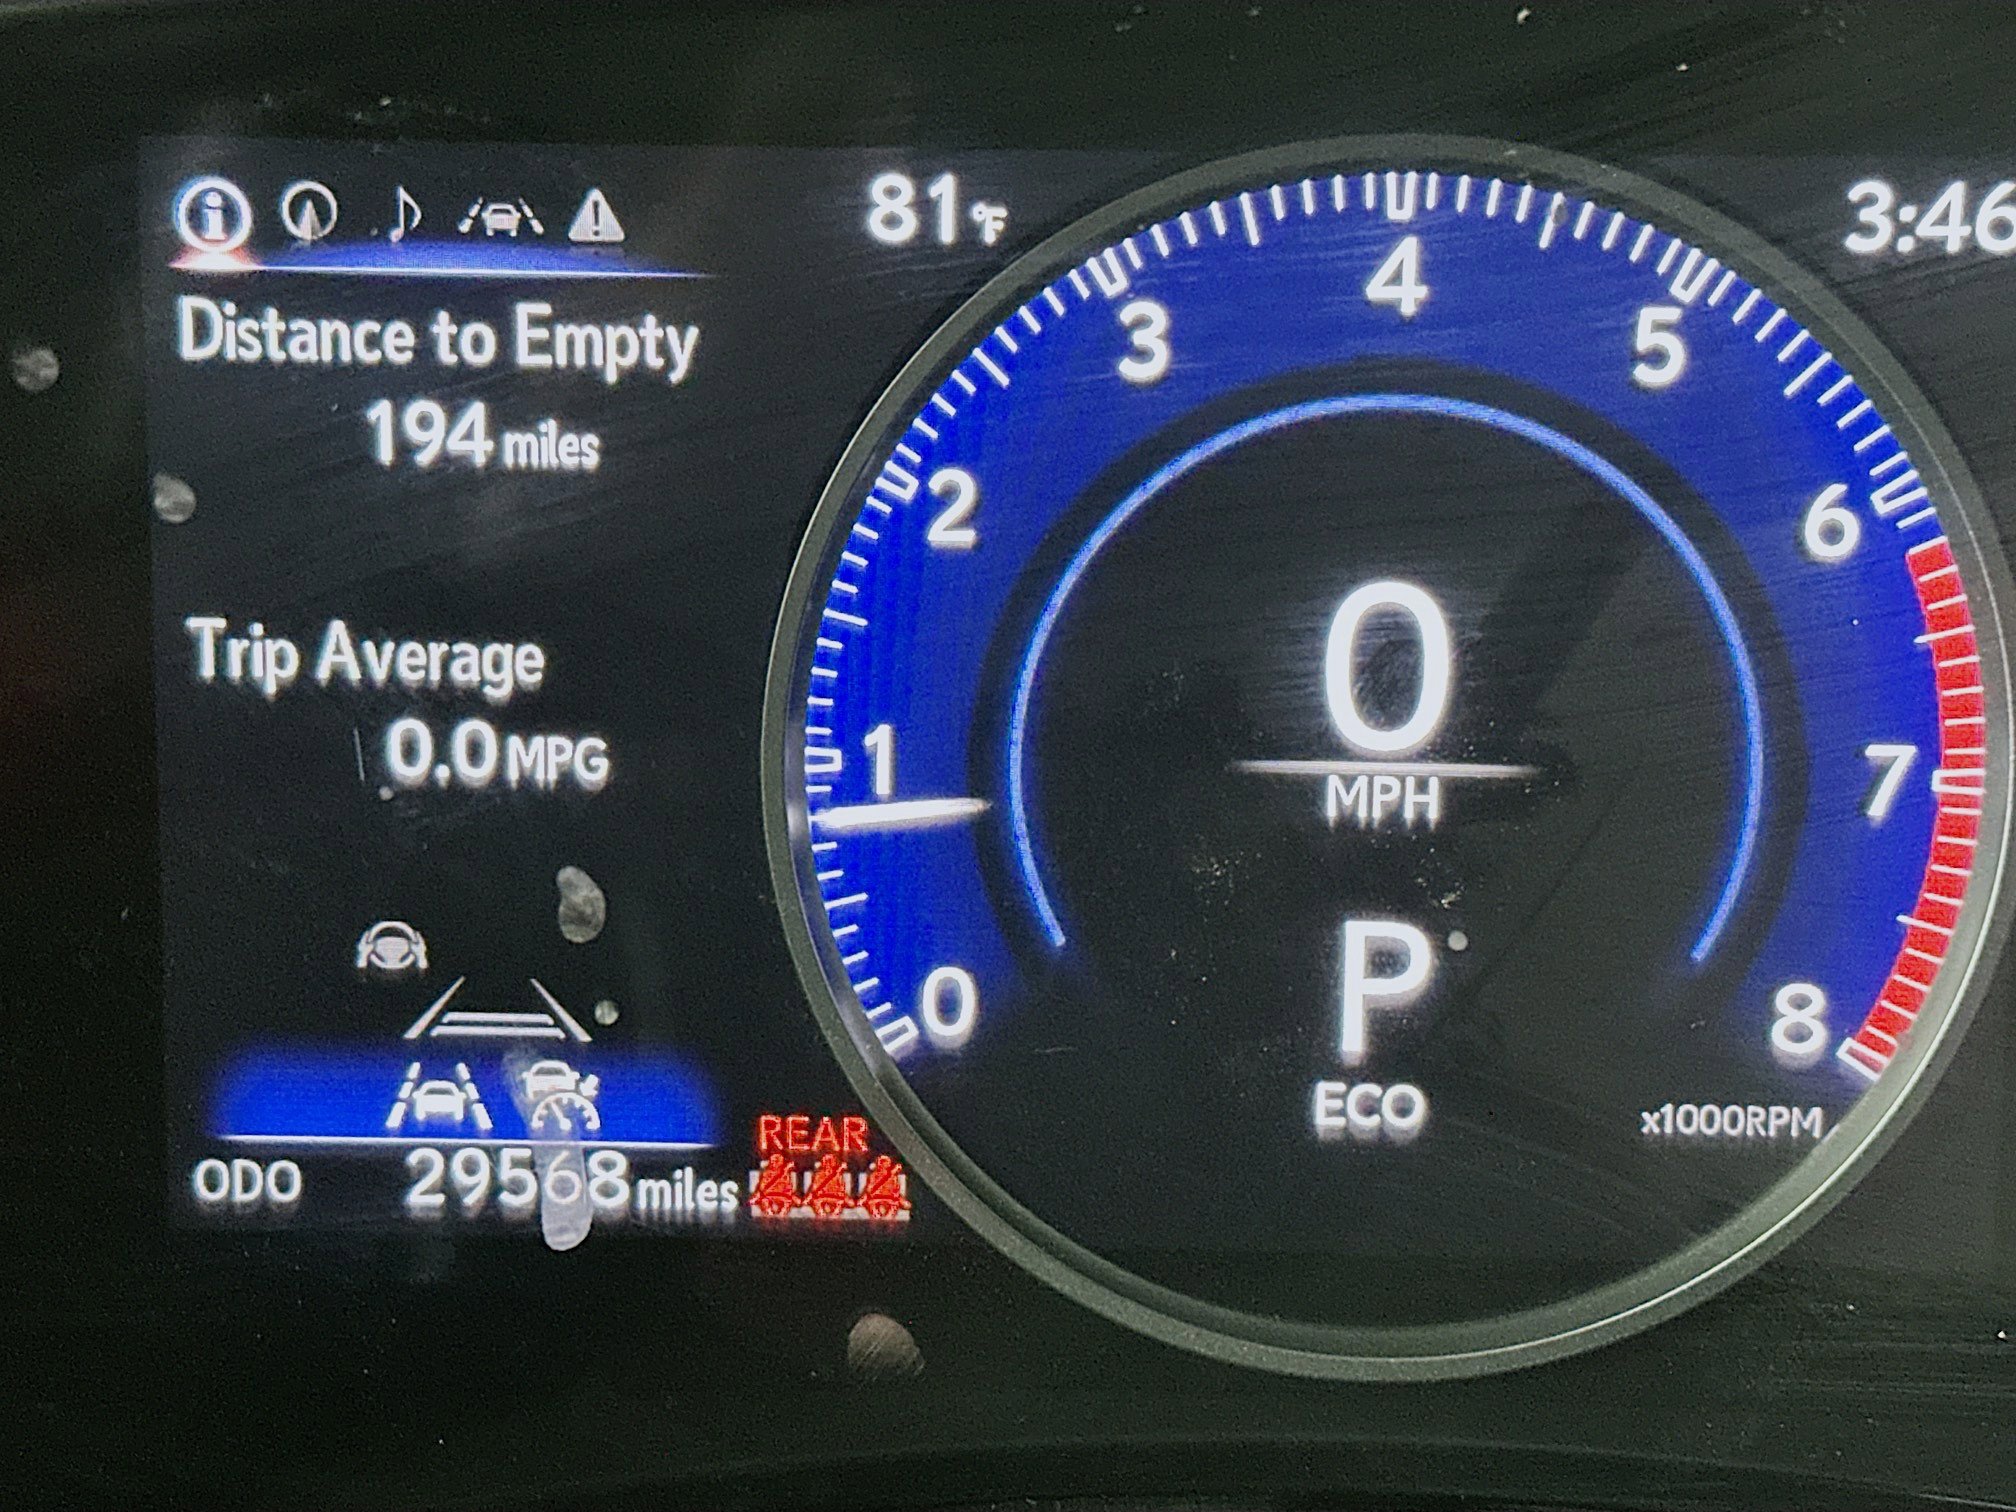 81°F
3:46
Distance to Empty
194 miles
Trip Average
0.0 MPG
0
1
2
3
4
5
6
7
8
0
MPH
P
ECO
x1000RPM
REAR
ODO 29568 miles